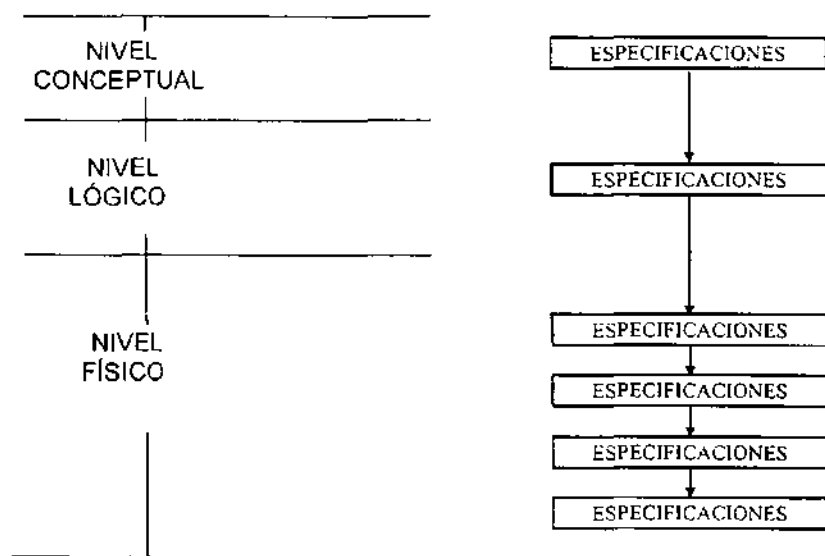 NIVEL
CONCEPTUAL
ESPECIFICACIONES
NIVEL
LÓGICO
ESPECIFICACIONES
NIVEL
FÍSICO
ESPECIFICACIONES
ESPECIFICACIONES
ESPECIFICACIONES
ESPECIFICACIONES